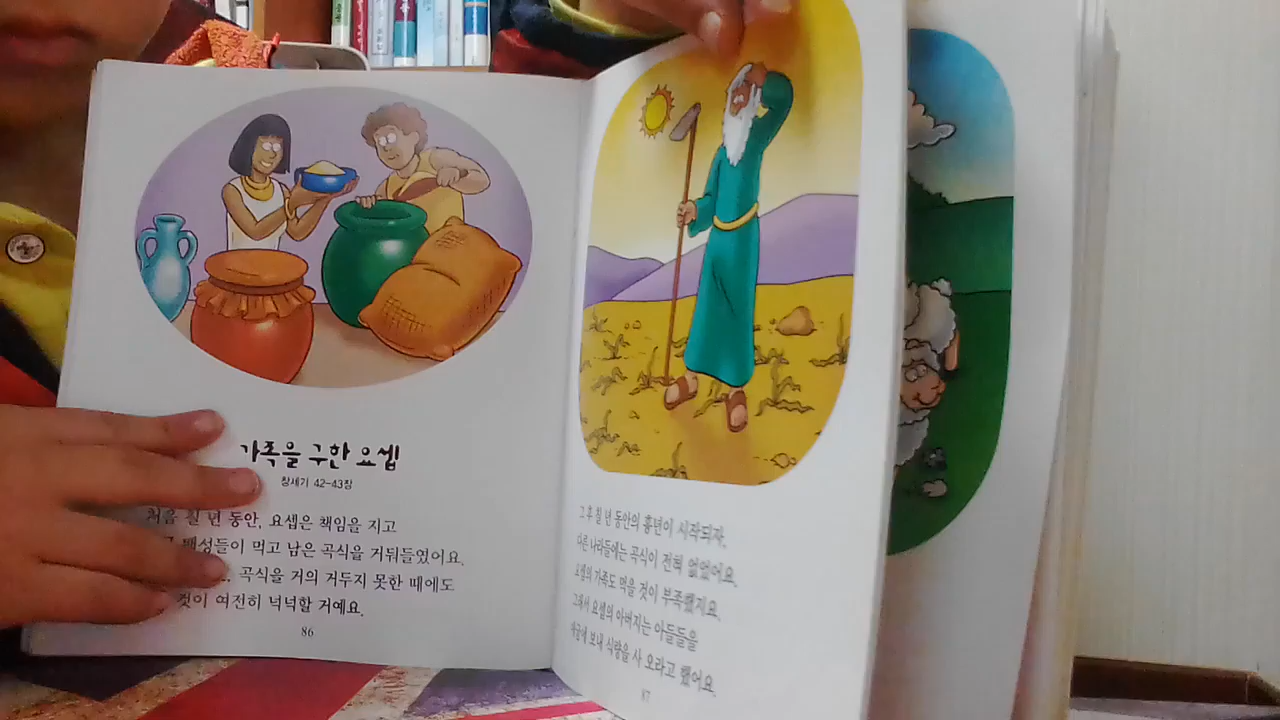 가족을 구한 요셉
창세기 42-43장
처음 칠 년 동안, 요셉은 책임을 지고
백성들이 먹고 남은 곡식을 거둬들였어요.
곡식을 거의 거두지 못한 때에도
것이 여전히 넉넉할 거예요.
86
그 후 칠 년 동안의 흉년이 시작되자,
다른 나라들에는 곡식이 전혀 없었어요.
요셉의 가족도 먹을 것이 부족했지요.
그래서 요셉의 아버지는 아들들을
애굽에 보내 식량을 사 오라고 했어요.
87